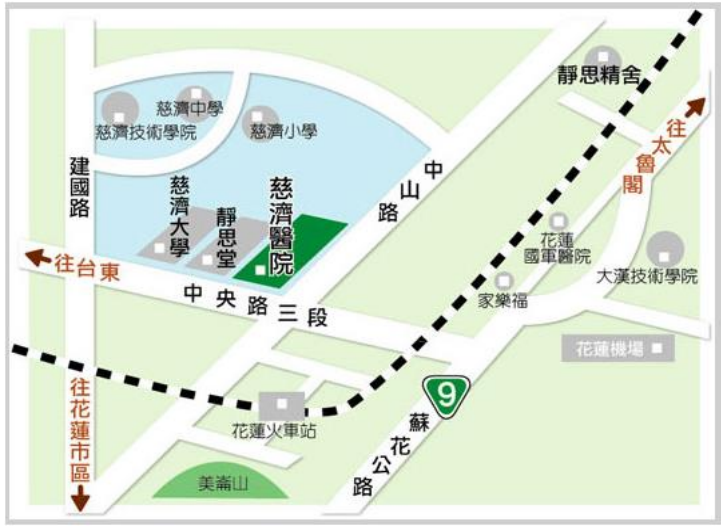 靜思精舍
往太魯閣
慈濟中學
慈濟技術學院
慈濟小學
建國路
中山路
慈濟大學
靜思堂
慈濟醫院
花蓮
國軍醫院
大漢技術學院
往台東
家樂福
中央路三段
花蓮機場
9
往花蓮市區
花蓮火車站
蘇花公路
美崙山